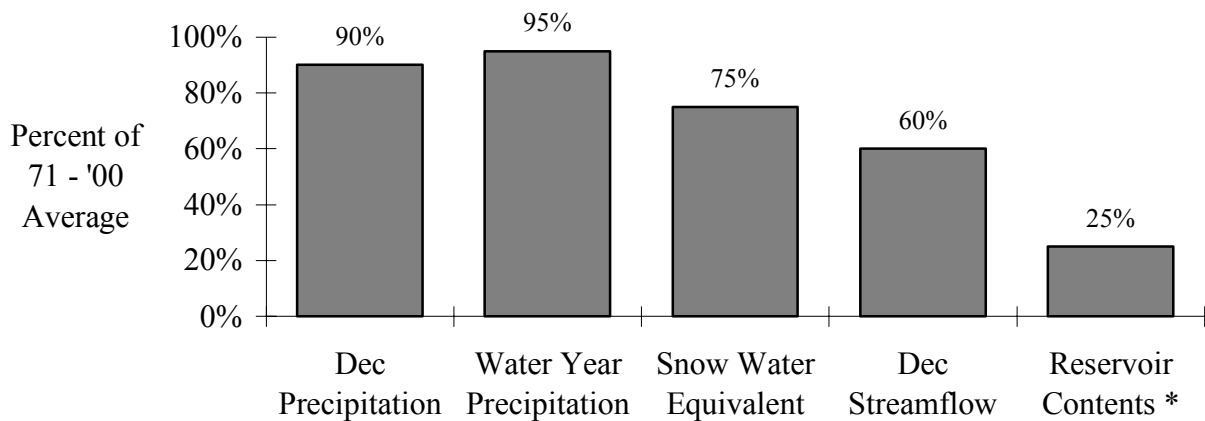 Percent of
71 - '00
Average
100%
80%
60%
40%
20%
0%
90%
95%
75%
60%
25%
Dec
Precipitation
Water Year
Precipitation
Snow Water
Equivalent
Dec
Streamflow
Reservoir
Contents *